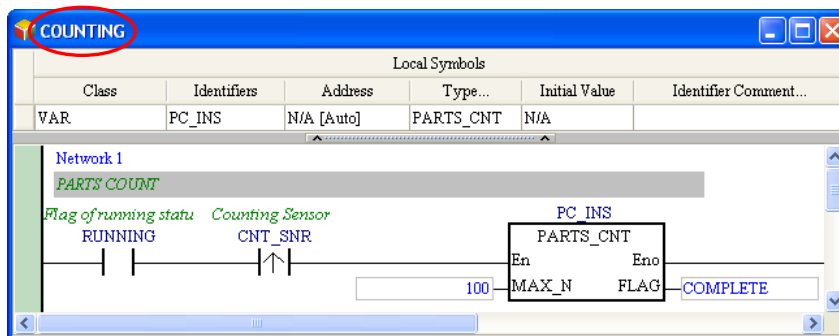 COUNTING
Local Symbols
Class Identifiers Address Type... Initial Value Identifier Comment...
VAR PC_INS N/A [Auto] PARTS_CNT N/A
Network 1
PARTS COUNT
Flag of running statu Counting Sensor PC_INS
RUNNING CNT_SNR PARTS_CNT
En Eno
100 MAX_N FLAG COMPLETE